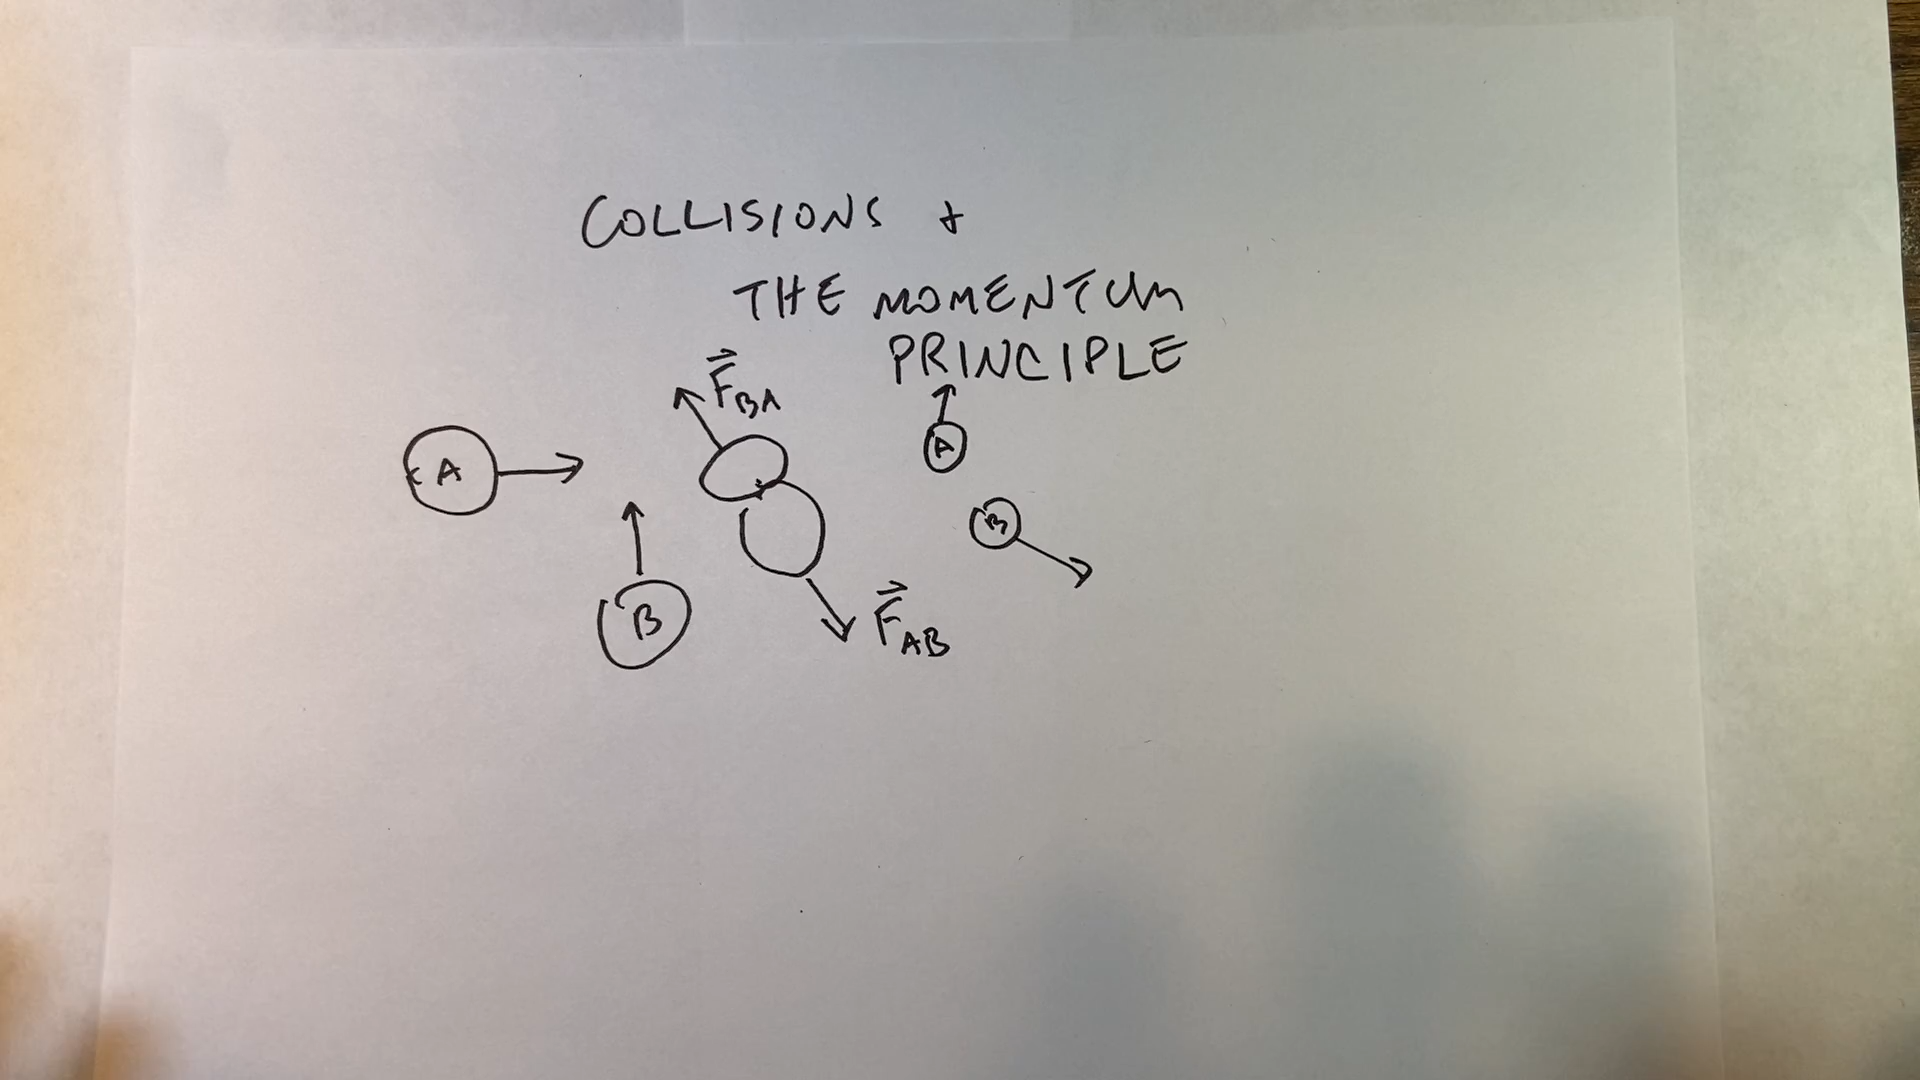 COLLISIONS +
THE MOMENTUM
PRINCIPLE
F⃗BA
A
A
B
B
F⃗AB